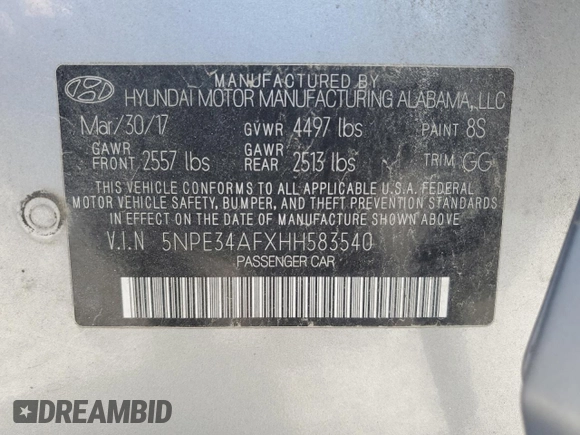 MANUFACTURED BY
HYUNDAI MOTOR MANUFACTURING ALABAMA, LLC
Mar/30/17 GVWR 4497 lbs PAINT 8S
GAWR FRONT 2557 lbs GAWR REAR 2513 lbs TRIM GG
THIS VEHICLE CONFORMS TO ALL APPLICABLE U.S.A. FEDERAL
MOTOR VEHICLE SAFETY, BUMPER, AND THEFT PREVENTION STANDARDS
IN EFFECT ON THE DATE OF MANUFACTURE SHOWN ABOVE.
V.I.N 5NPE34AFXHH583540
PASSENGER CAR
DREAMBID